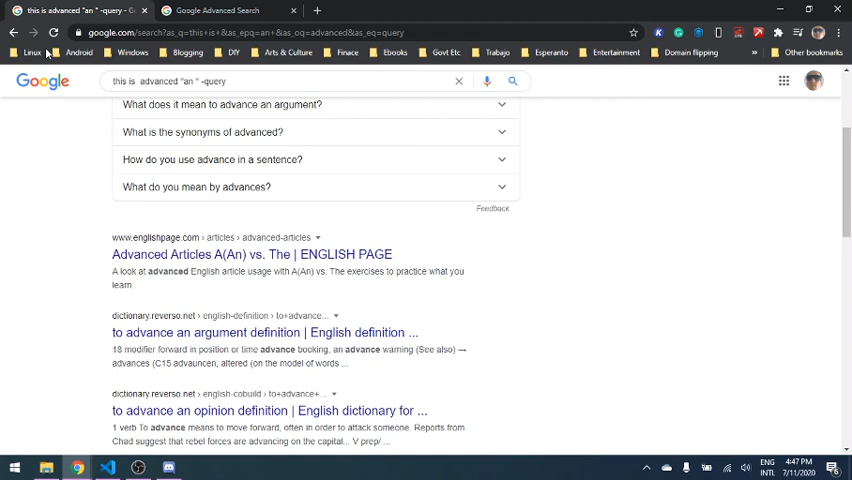 this is advanced "an " -query - G
Google Advanced Search
google.com/search?as_q=this+is+&as_epq=an+&as_oq=advanced&as_eq=query
Linux Android Windows Blogging DIY Arts & Culture Finace Ebooks Govt Etc Trabajo Esperanto Entertainment Domain flipping » Other bookmarks
Google this is  advanced "an " -query
What does it mean to advance an argument?
What is the synonyms of advanced?
How do you use advance in a sentence?
What do you mean by advances?
Feedback
www.englishpage.com › articles › advanced-articles
Advanced Articles A(An) vs. The | ENGLISH PAGE
A look at advanced English article usage with A(An) vs. The exercises to practice what you
learn.
dictionary.reverso.net › english-definition › to+advance...
to advance an argument definition | English definition ...
18 modifier forward in position or time advance booking, an advance warning (See also) →
advances (C15 advauncen, altered (on the model of words ...
dictionary.reverso.net › english-cobuild › to+advance+...
to advance an opinion definition | English dictionary for ...
1 verb To advance means to move forward, often in order to attack someone. Reports from
Chad suggest that rebel forces are advancing on the capital... V prep/ ...
ENG 4:47 PM
INTL 7/11/2020